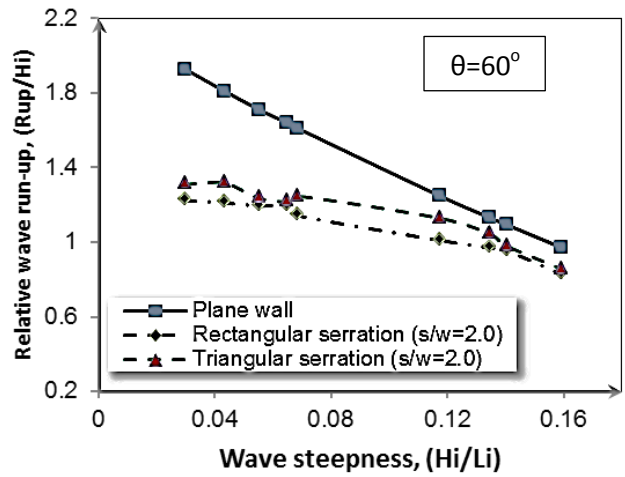 2.2
1.8
1.4
1
0.6
0.2
Relative wave run-up, (Rup/Hi)
θ=60°
Plane wall
Rectangular serration (s/w=2.0)
Triangular serration (s/w=2.0)
0 0.04 0.08 0.12 0.16
Wave steepness, (Hi/Li)